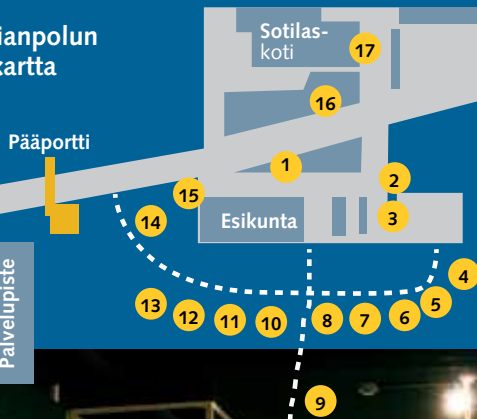 ianpolun
kartta
Sotilas-
koti
17
16
Pääportti
1
2
15
3
14
Esikunta
Palvelupiste
4
13
12
11
10
8
7
6
5
9